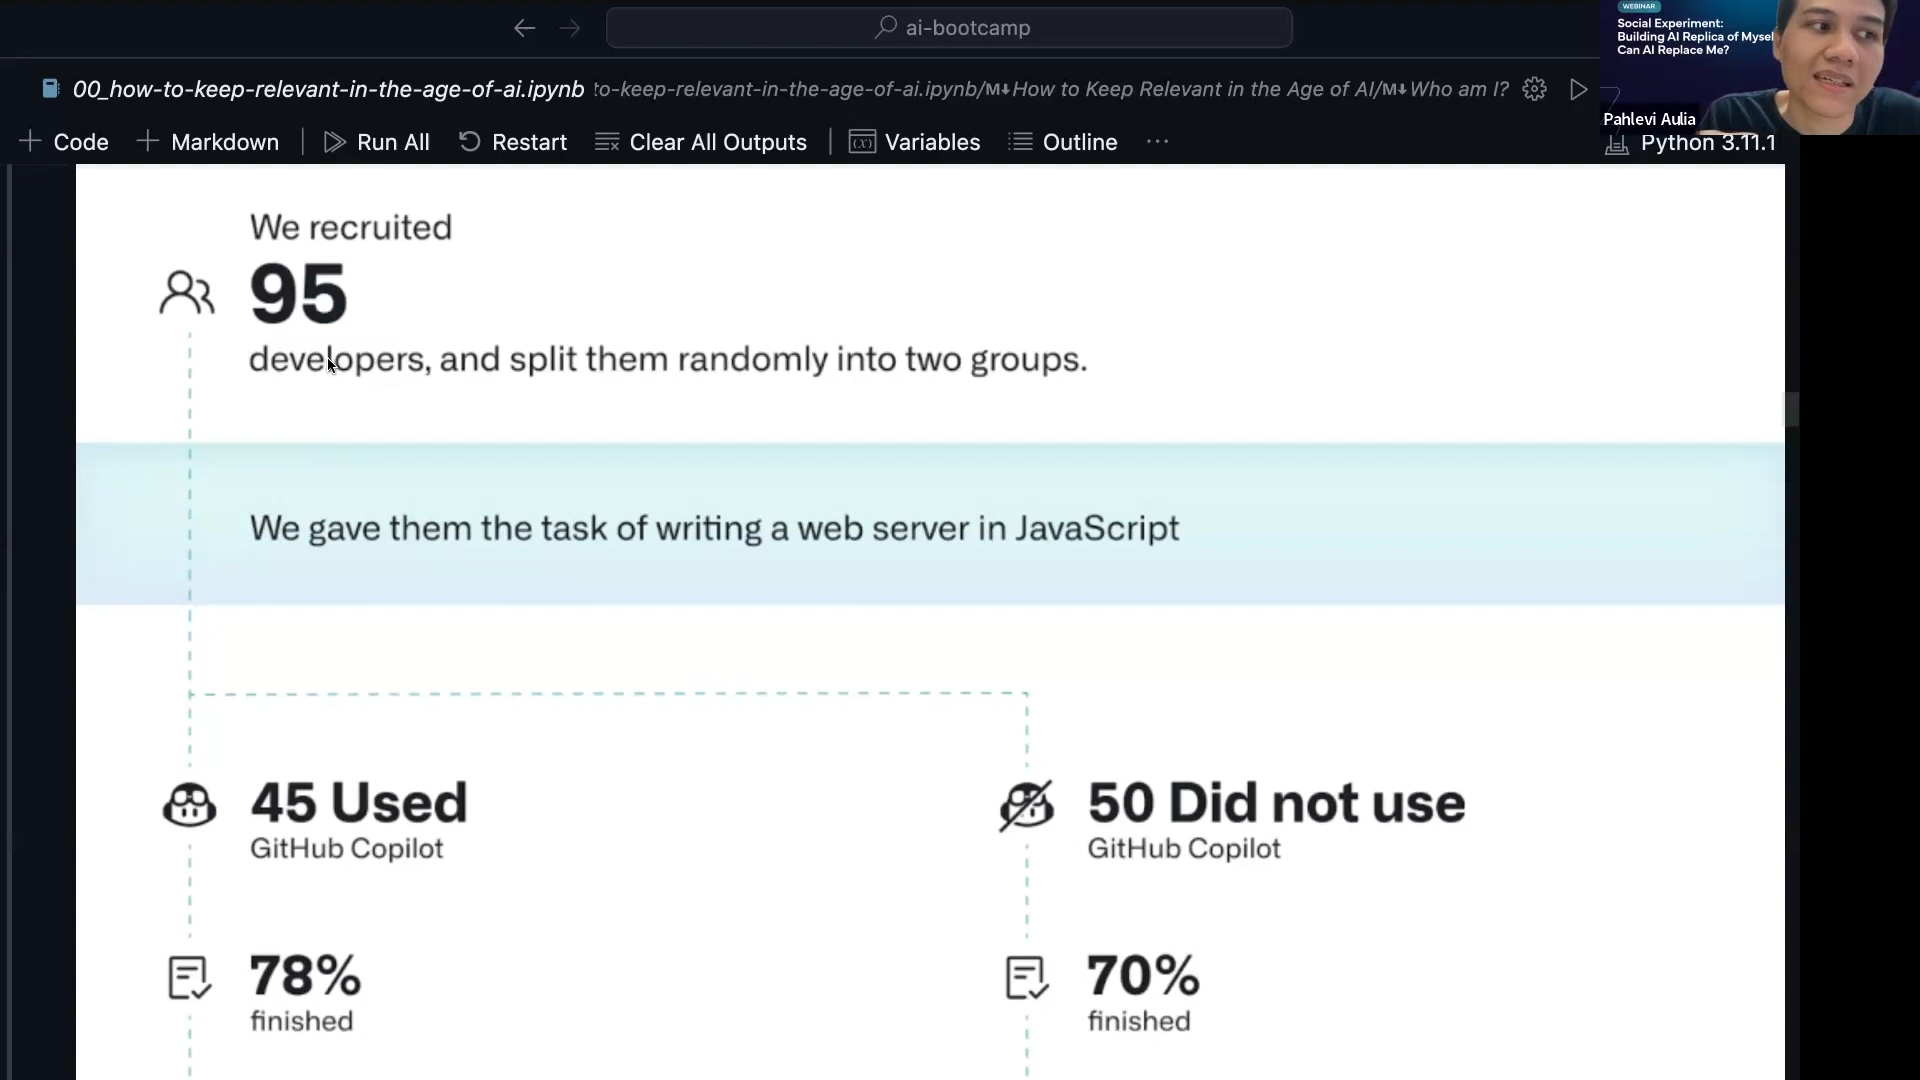 ai-bootcamp
WEBINAR
Social Experiment:
Building AI Replica of Mysel
Can AI Replace Me?
Pahlevi Aulia
00_how-to-keep-relevant-in-the-age-of-ai.ipynb to-keep-relevant-in-the-age-of-ai.ipynb/M↓How to Keep Relevant in the Age of AI/M↓Who am I?
+ Code + Markdown Run All Restart Clear All Outputs (x) Variables Outline ··· Python 3.11.1
We recruited
95
developers, and split them randomly into two groups.
We gave them the task of writing a web server in JavaScript
45 Used 50 Did not use
GitHub Copilot GitHub Copilot
78% 70%
finished finished